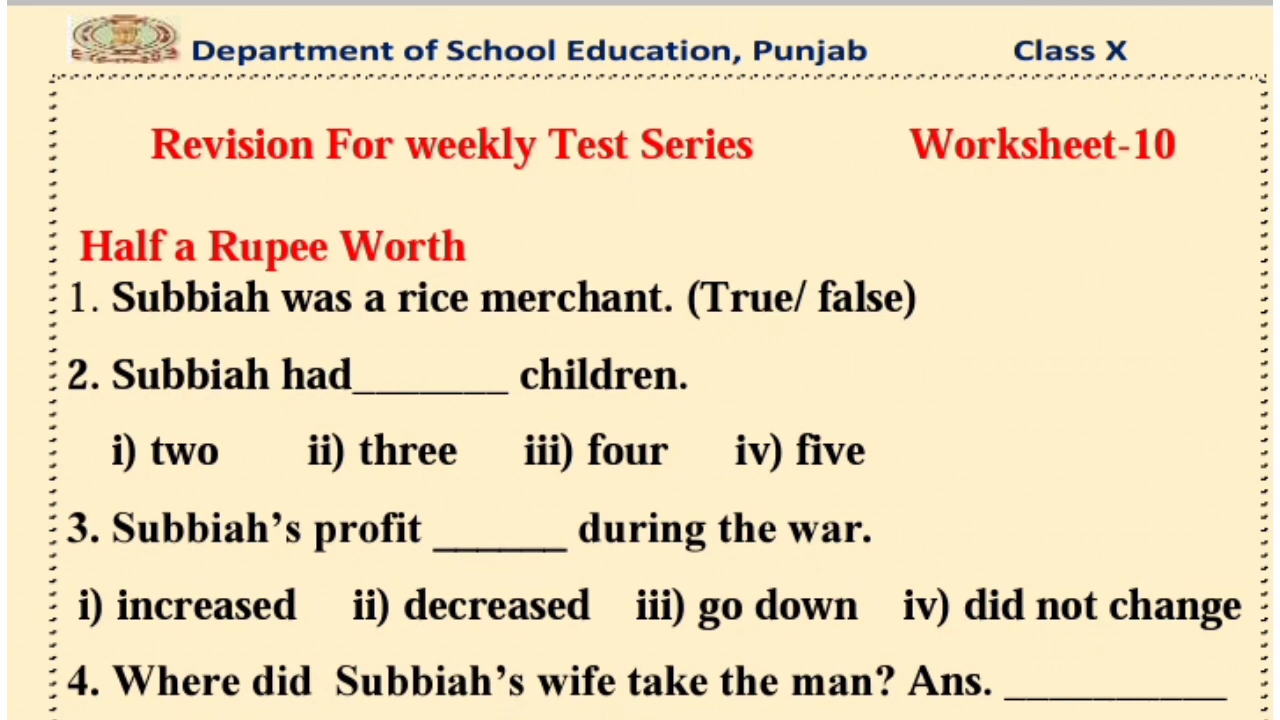 Department of School Education, Punjab Class X
Revision For weekly Test Series Worksheet-10
Half a Rupee Worth
1. Subbiah was a rice merchant. (True/ false)
2. Subbiah had_______ children.
i) two ii) three iii) four iv) five
3. Subbiah’s profit ______ during the war.
i) increased ii) decreased iii) go down iv) did not change
4. Where did Subbiah’s wife take the man? Ans. __________